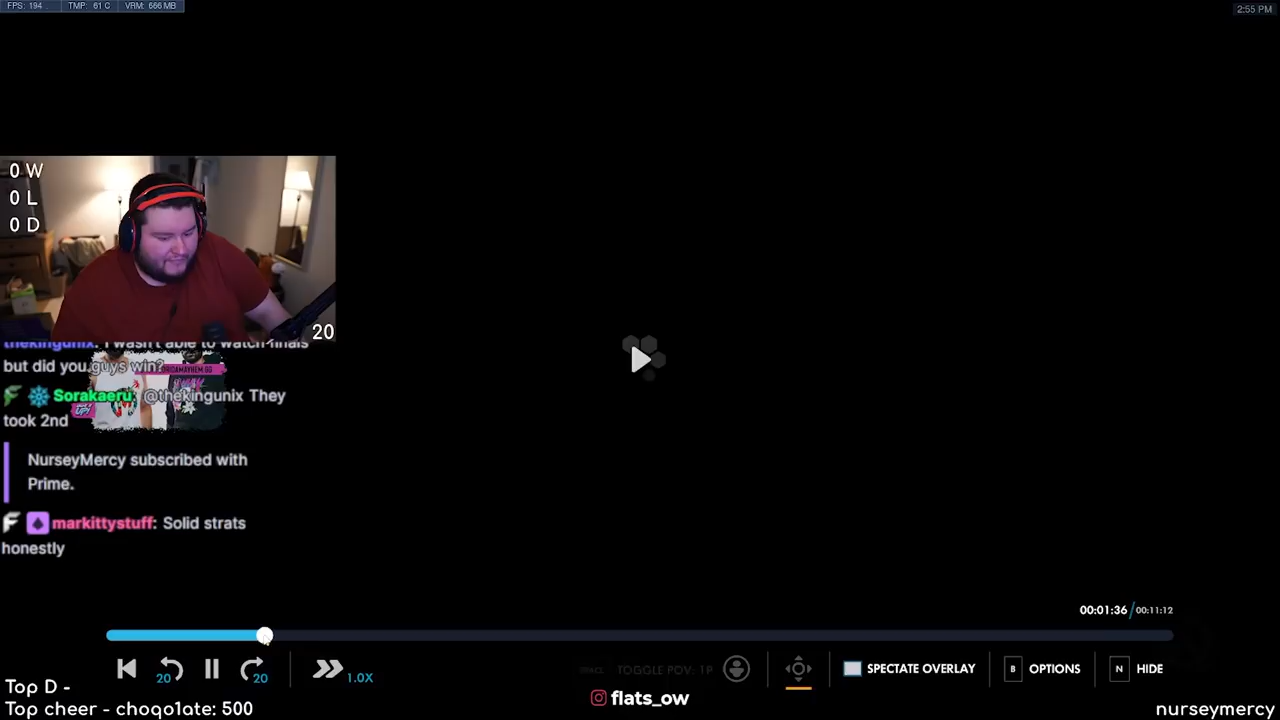 FPS: 194
TMP: 61 C
VRM: 666 MB
2:55 PM
0 W
0 L
0 D
20
thekingunix: I wasn't able to watch finals
but did you guys win?
Sorakaeru: @thekingunix They
took 2nd
NurseyMercy subscribed with
Prime.
markittystuff: Solid strats
honestly
00:01:36 / 00:11:12
20
20
1.0X
TOGGLE POV: 1P
SPECTATE OVERLAY
B OPTIONS
N HIDE
Top D -
Top cheer - choqo1ate: 500
flats_ow
nurseymercy